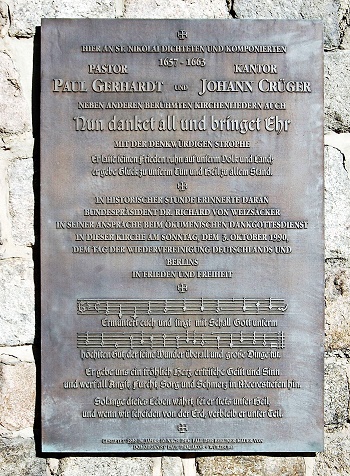 HIER AN ST. NIKOLAI DICHTETEN UND KOMPONIERTEN
1657 - 1663
PASTOR KANTOR
PAUL GERHARDT UND JOHANN CRÜGER
NEBEN ANDEREN BERÜHMTEN KIRCHENLIEDERN AUCH
Nun danket all und bringet Ehr
MIT DER DENKWÜRDIGEN STROPHE
Er lasse seinen Frieden ruhn auf unserm Volk und Land;
er gebe Glück zu unserm Tun und Heil zu allem Stand.
IN HISTORISCHER STUNDE ERINNERTE DARAN
BUNDESPRÄSIDENT DR. RICHARD VON WEIZSÄCKER
IN SEINER ANSPRACHE BEIM ÖKUMENISCHEN DANKGOTTESDIENST
IN DIESER KIRCHE AM SONNTAG, DEM 3. OKTOBER 1990,
DEM TAG DER WIEDERVEREINIGUNG DEUTSCHLANDS UND
BERLINS
IN FRIEDEN UND FREIHEIT
Ermuntert euch und singt mit Schall Gott unserm
höchsten Gut, der seine Wunder überall und große Dinge tut.
Er gebe uns ein fröhlich Herz, erfrische Geist und Sinn
und werf all Angst, Furcht, Sorg und Schmerz in Meerestiefen hin.
Solange dieses Leben währt, sei er stets unser Heil,
und wenn wir scheiden von der Erd, verbleib er unser Teil.